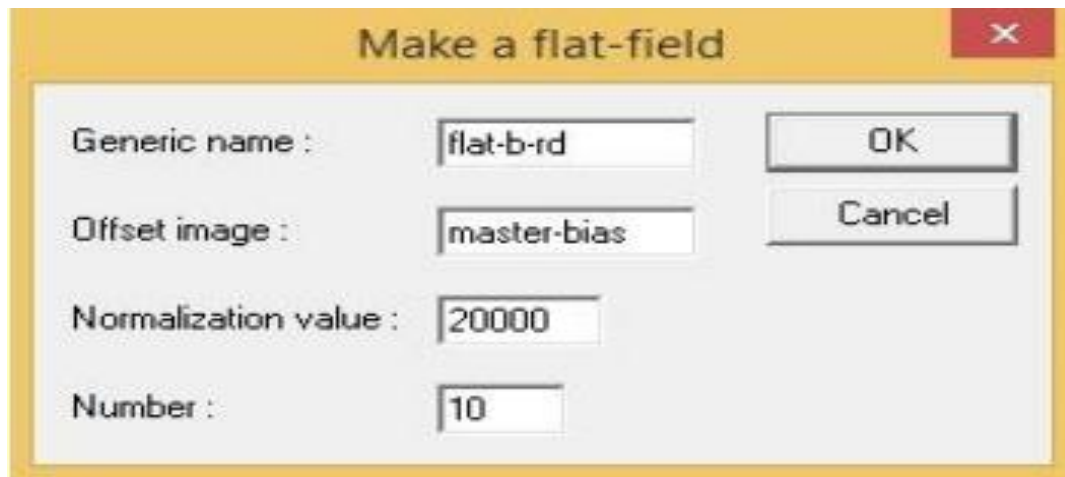 Make a flat-field
Generic name : flat-b-rd OK
Offset image : master-bias Cancel
Normalization value : 20000
Number : 10